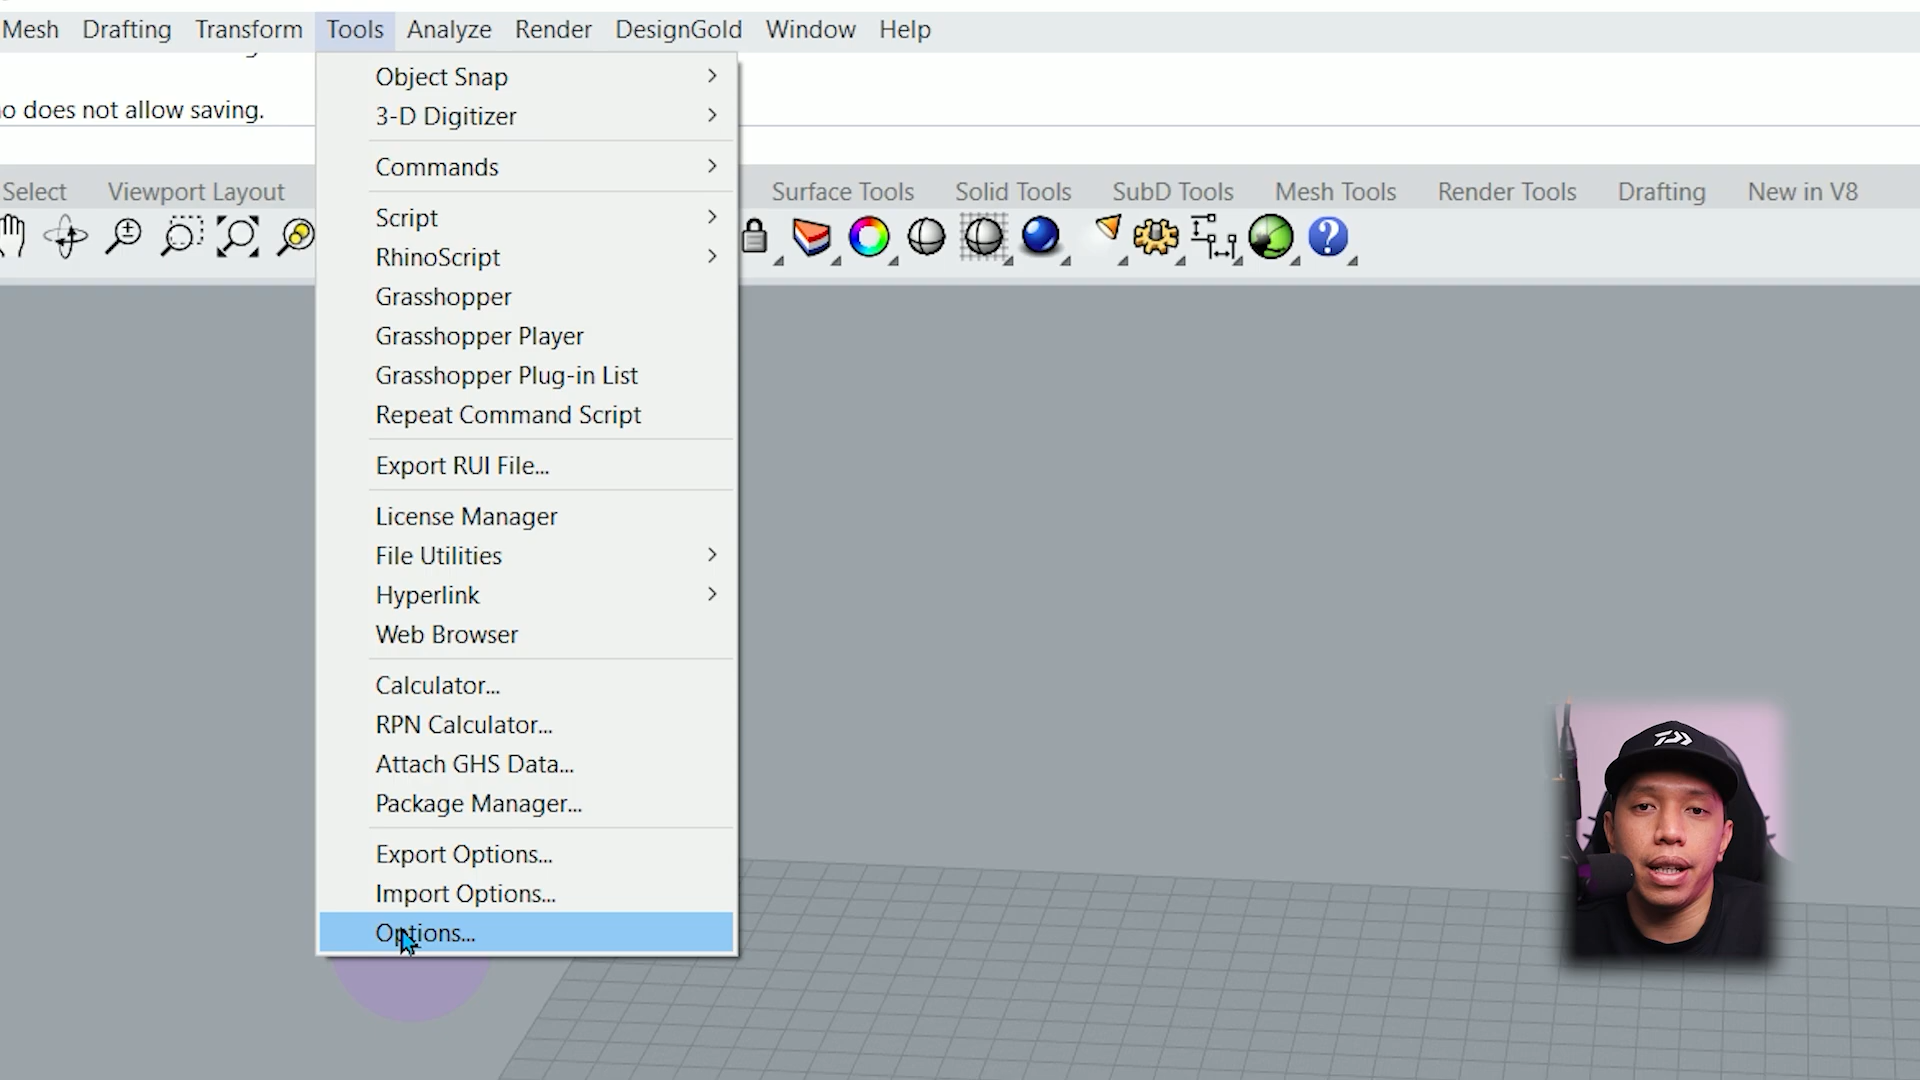 Mesh Drafting Transform Tools Analyze Render DesignGold Window Help
o does not allow saving.
Select Viewport Layout Surface Tools Solid Tools SubD Tools Mesh Tools Render Tools Drafting New in V8
Object Snap
3-D Digitizer
Commands
Script
RhinoScript
Grasshopper
Grasshopper Player
Grasshopper Plug-in List
Repeat Command Script
Export RUI File...
License Manager
File Utilities
Hyperlink
Web Browser
Calculator...
RPN Calculator...
Attach GHS Data...
Package Manager...
Export Options...
Import Options...
Options...